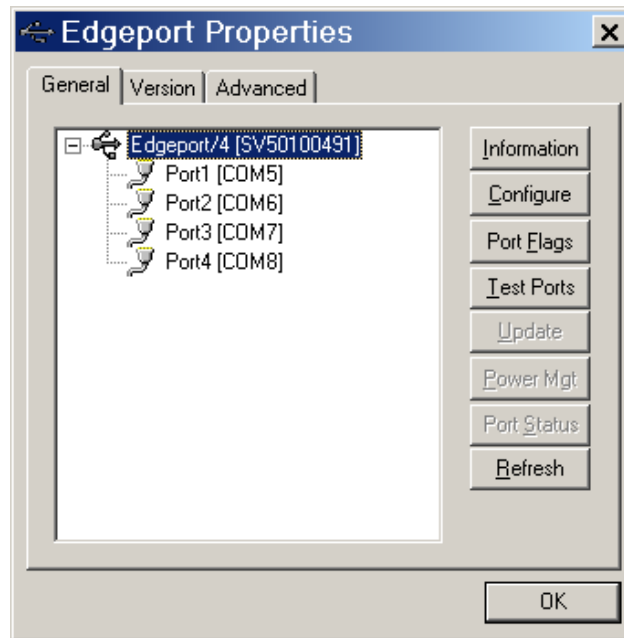 Edgeport Properties
General Version Advanced
Edgeport/4 [SV50100491]
Port1 [COM5]
Port2 [COM6]
Port3 [COM7]
Port4 [COM8]
Information
Configure
Port Flags
Test Ports
Update
Power Mgt
Port Status
Refresh
OK